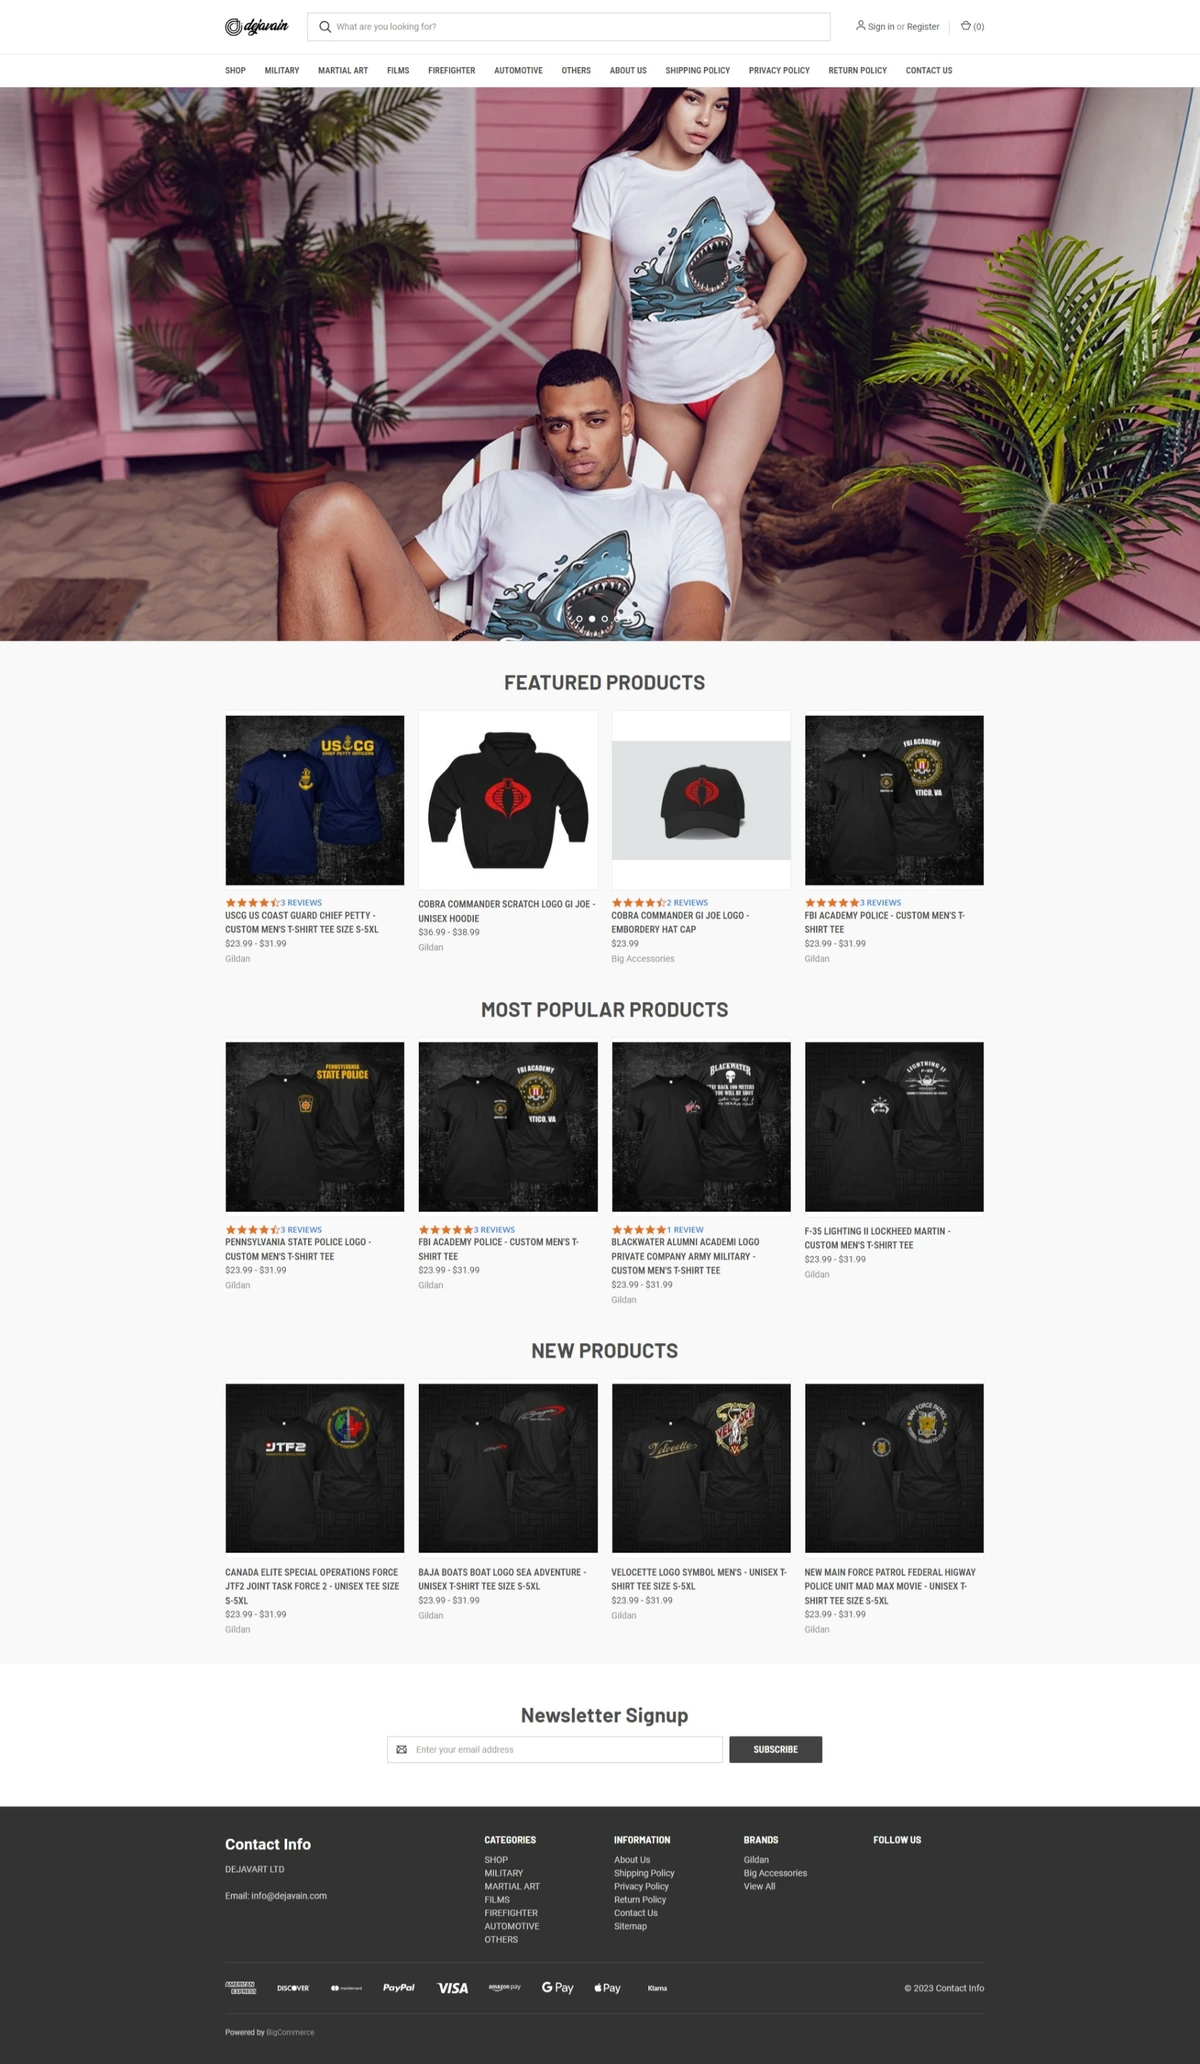 dejavain
What are you looking for?
Sign in or Register
(0)
SHOP MILITARY MARTIAL ART FILMS FIREFIGHTER AUTOMOTIVE OTHERS ABOUT US SHIPPING POLICY PRIVACY POLICY RETURN POLICY CONTACT US
FEATURED PRODUCTS
US CG
CHIEF PETTY OFFICERS
FBI ACADEMY
NTICO, VA
3 REVIEWS
USCG US COAST GUARD CHIEF PETTY -
CUSTOM MEN'S T-SHIRT TEE SIZE S-5XL
$23.99 - $31.99
Gildan
COBRA COMMANDER SCRATCH LOGO GI JOE -
UNISEX HOODIE
$36.99 - $38.99
Gildan
2 REVIEWS
COBRA COMMANDER GI JOE LOGO -
EMBORDERY HAT CAP
$23.99
Big Accessories
3 REVIEWS
FBI ACADEMY POLICE - CUSTOM MEN'S T-
SHIRT TEE
$23.99 - $31.99
Gildan
MOST POPULAR PRODUCTS
PENNSYLVANIA
STATE POLICE
FBI ACADEMY
NTICO, VA
BLACKWATER
AY BACK 100 METERS
YOU WILL BE SHOT
LIGHTNING II
3 REVIEWS
PENNSYLVANIA STATE POLICE LOGO -
CUSTOM MEN'S T-SHIRT TEE
$23.99 - $31.99
Gildan
3 REVIEWS
FBI ACADEMY POLICE - CUSTOM MEN'S T-
SHIRT TEE
$23.99 - $31.99
Gildan
1 REVIEW
BLACKWATER ALUMNI ACADEMI LOGO
PRIVATE COMPANY ARMY MILITARY -
CUSTOM MEN'S T-SHIRT TEE
$23.99 - $31.99
Gildan
F-35 LIGHTING II LOCKHEED MARTIN -
CUSTOM MEN'S T-SHIRT TEE
$23.99 - $31.99
Gildan
NEW PRODUCTS
JTF2
Baja
Velocette
MAIN FORCE PATROL
CANADA ELITE SPECIAL OPERATIONS FORCE
JTF2 JOINT TASK FORCE 2 - UNISEX TEE SIZE
S-5XL
$23.99 - $31.99
Gildan
BAJA BOATS BOAT LOGO SEA ADVENTURE -
UNISEX T-SHIRT TEE SIZE S-5XL
$23.99 - $31.99
Gildan
VELOCETTE LOGO SYMBOL MEN'S - UNISEX T-
SHIRT TEE SIZE S-5XL
$23.99 - $31.99
Gildan
NEW MAIN FORCE PATROL FEDERAL HIGWAY
POLICE UNIT MAD MAX MOVIE - UNISEX T-
SHIRT TEE SIZE S-5XL
$23.99 - $31.99
Gildan
Newsletter Signup
Enter your email address
SUBSCRIBE
Contact Info
DEJAVART LTD
Email: info@dejavain.com
CATEGORIES
SHOP
MILITARY
MARTIAL ART
FILMS
FIREFIGHTER
AUTOMOTIVE
OTHERS
INFORMATION
About Us
Shipping Policy
Privacy Policy
Return Policy
Contact Us
Sitemap
BRANDS
Gildan
Big Accessories
View All
FOLLOW US
AMERICAN EXPRESS DISCOVER mastercard PayPal VISA amazon pay G Pay Pay Klarna
© 2023 Contact Info
Powered by BigCommerce